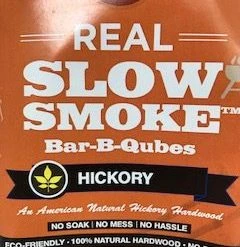 REAL
SLOW
SMOKE™
Bar-B-Qubes
HICKORY
An American Natural Hickory Hardwood
NO SOAK | NO MESS | NO HASSLE
ECO-FRIENDLY · 100% NATURAL HARDWOOD · NO